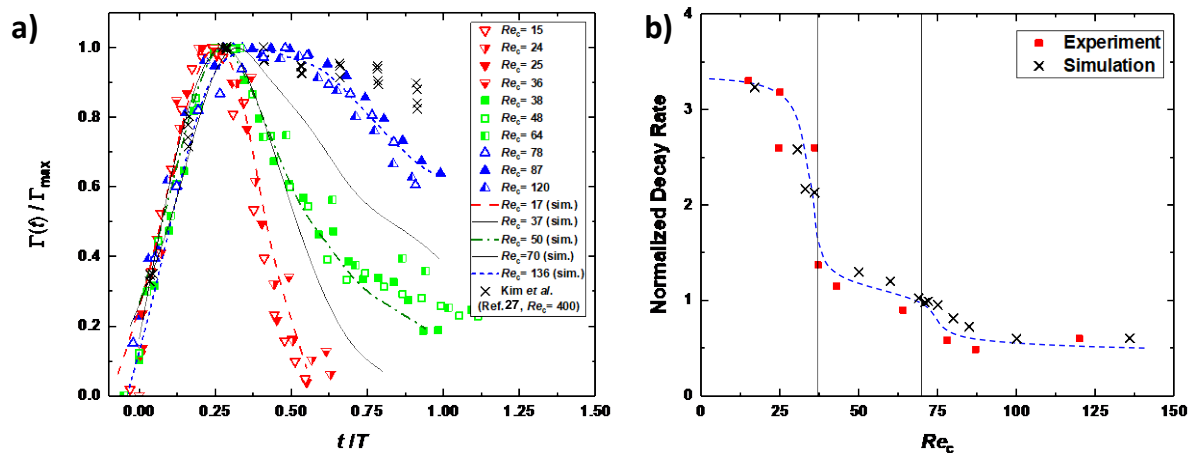 a)
Γ(t) / Γmax
1.0
0.8
0.6
0.4
0.2
0.0
0.00 0.25 0.50 0.75 1.00 1.25 1.50
t /T
Rec= 15
Rec= 24
Rec= 25
Rec= 36
Rec= 38
Rec= 48
Rec= 64
Rec= 78
Rec= 87
Rec= 120
Rec= 17 (sim.)
Rec= 37 (sim.)
Rec= 50 (sim.)
Rec=70 (sim.)
Rec= 136 (sim.)
Kim et al.
(Ref.27, Rec= 400)
b)
Normalized Decay Rate
4
3
2
1
0
0 25 50 75 100 125 150
Rec
Experiment
Simulation